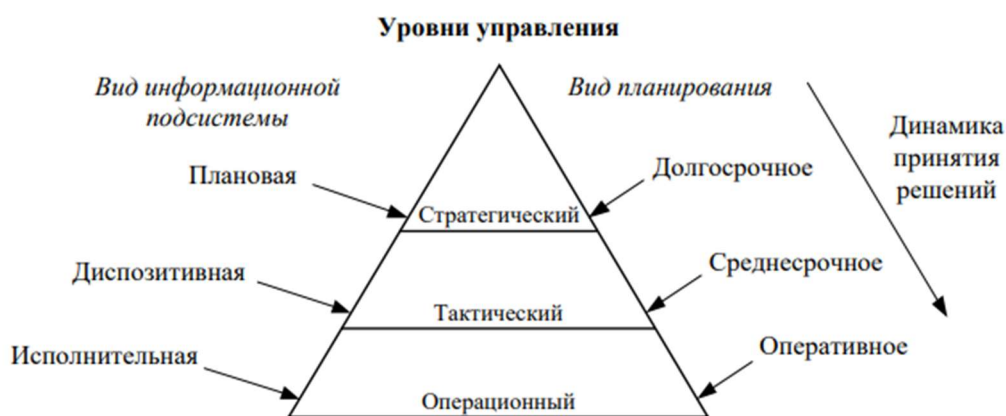 Уровни управления
Вид информационной
подсистемы
Вид планирования
Динамика
принятия
решений
Плановая
Долгосрочное
Стратегический
Диспозитивная
Среднесрочное
Тактический
Исполнительная
Оперативное
Операционный